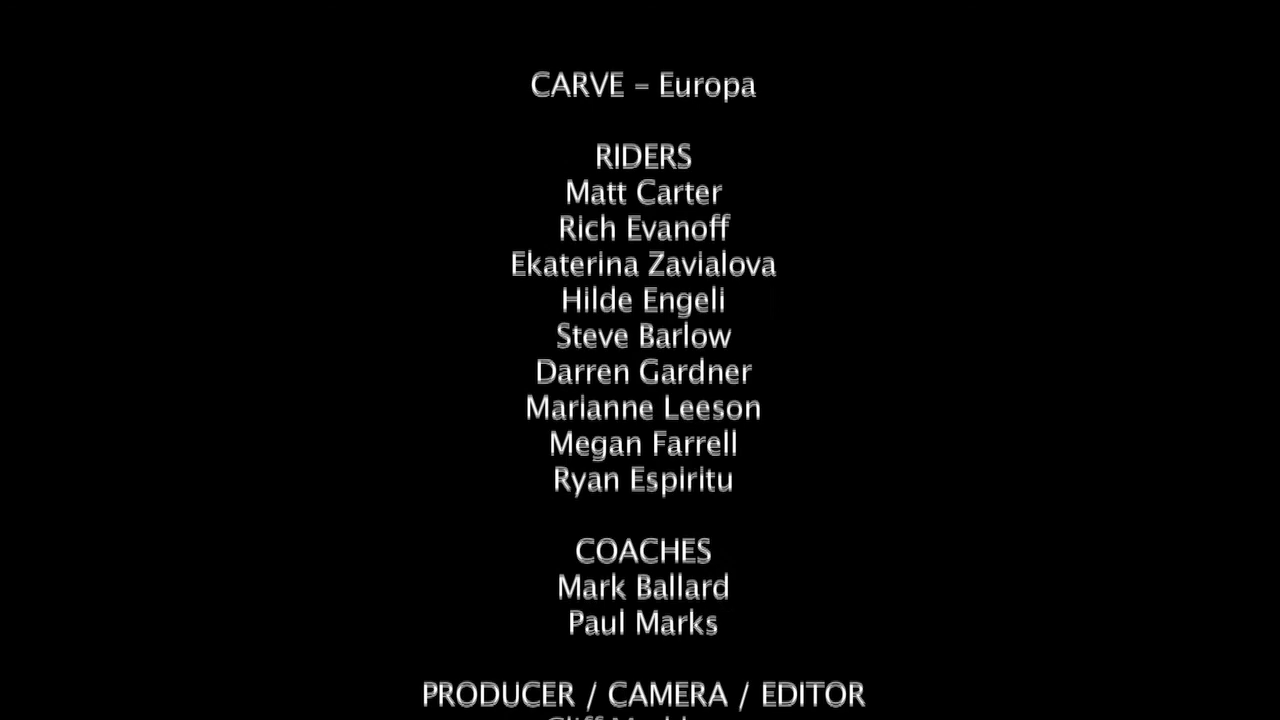 CARVE – Europa
RIDERS
Matt Carter
Rich Evanoff
Ekaterina Zavialova
Hilde Engeli
Steve Barlow
Darren Gardner
Marianne Leeson
Megan Farrell
Ryan Espiritu
COACHES
Mark Ballard
Paul Marks
PRODUCER / CAMERA / EDITOR
Cliff